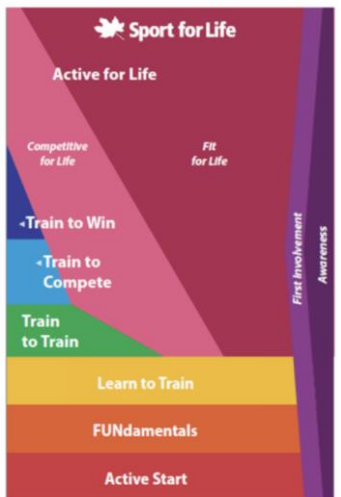 Sport for Life
Active for Life
Competitive
for Life
Fit
for Life
Train to Win
Train to
Compete
Train
to Train
Learn to Train
FUNdamentals
Active Start
First Involvement
Awareness